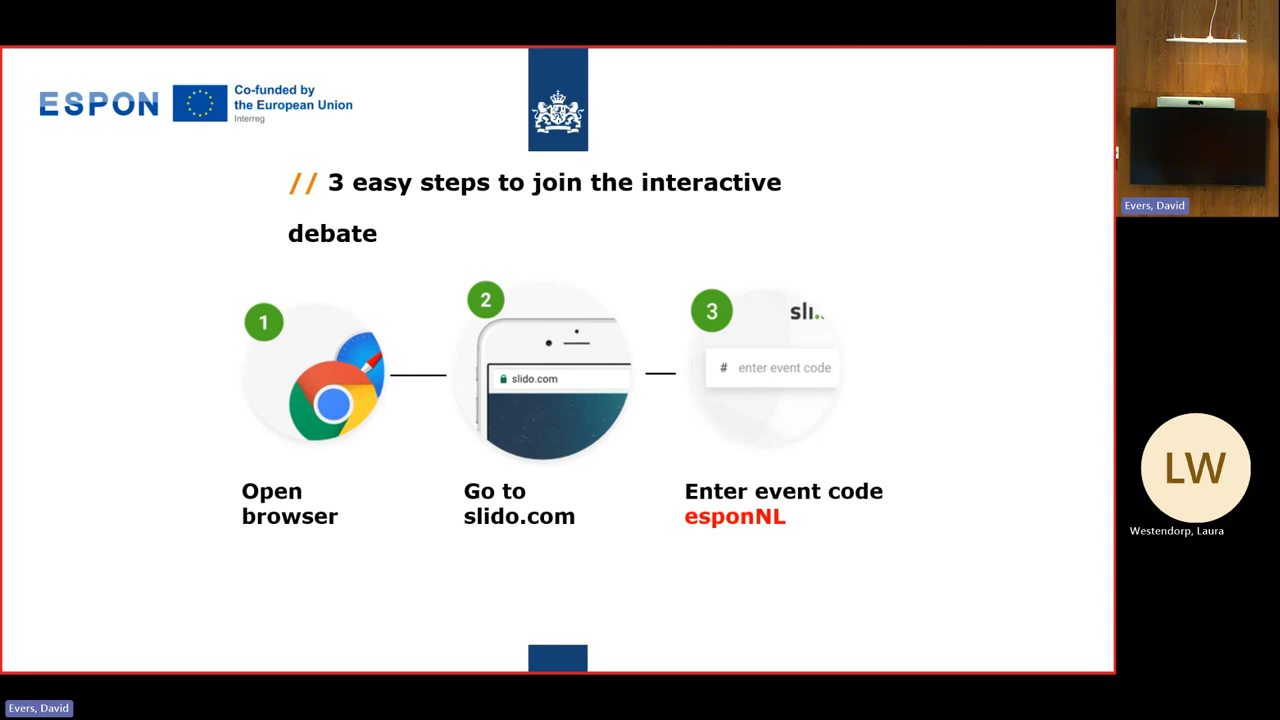 ESPON
Co-funded by
the European Union
Interreg
// 3 easy steps to join the interactive
debate
1
2
3
slido.com
sli.
# enter event code
Open
browser
Go to
slido.com
Enter event code
esponNL
Evers, David
LW
Westendorp, Laura
Evers, David